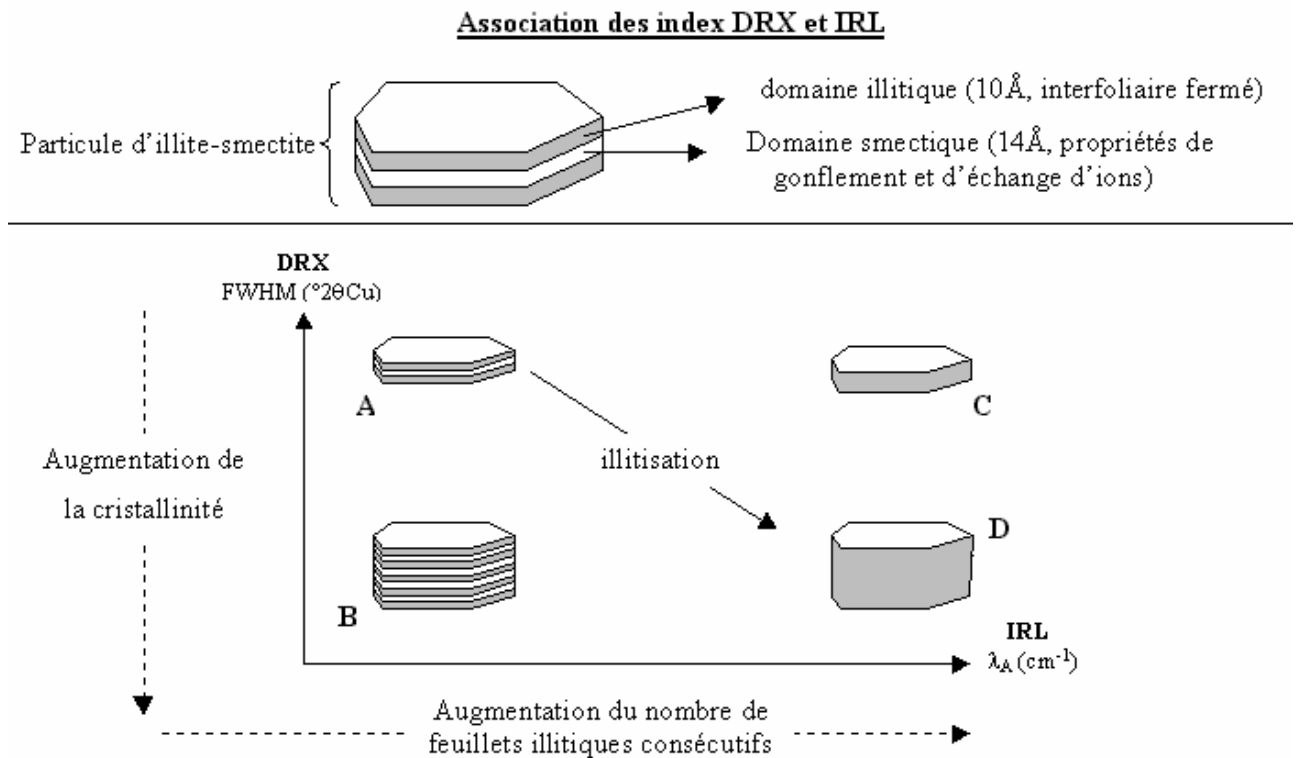 Association des index DRX et IRL
Particule d'illite-smectite
domaine illitique (10Å, interfoliaire fermé)
Domaine smectique (14Å, propriétés de
gonflement et d'échange d'ions)
DRX
FWHM (°2θCu)
A
C
Augmentation de
la cristallinité
illitisation
B
D
IRL
λA (cm-1)
Augmentation du nombre de
feuillets illitiques consécutifs